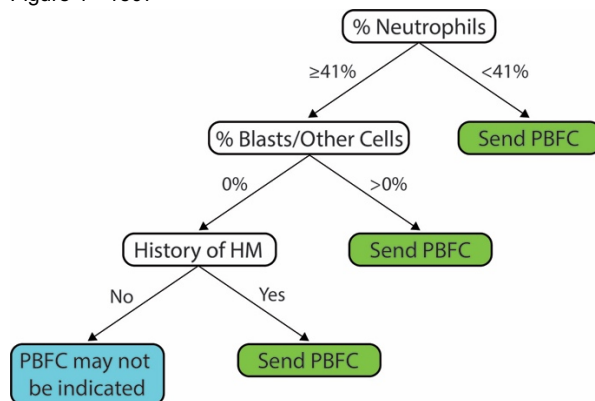 % Neutrophils
≥41%
<41%
% Blasts/Other Cells
Send PBFC
0%
>0%
History of HM
Send PBFC
No
Yes
PBFC may not
be indicated
Send PBFC